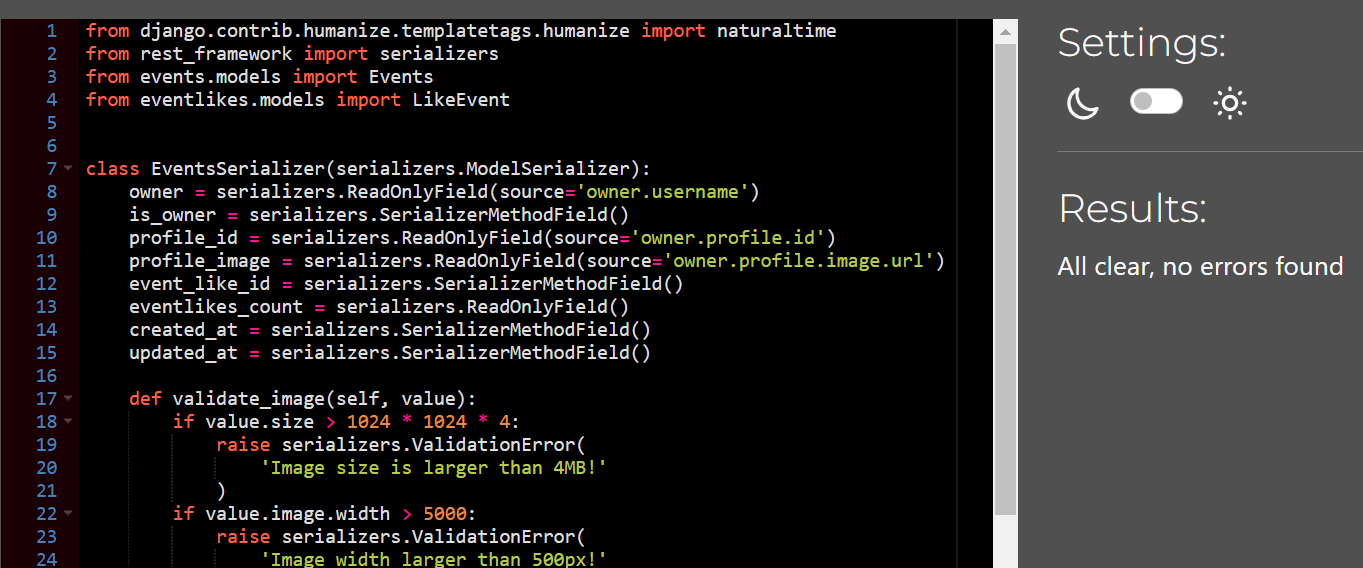 1 from django.contrib.humanize.templatetags.humanize import naturaltime
2 from rest_framework import serializers
3 from events.models import Events
4 from eventlikes.models import LikeEvent
5
6
7 class EventsSerializer(serializers.ModelSerializer):
8     owner = serializers.ReadOnlyField(source='owner.username')
9     is_owner = serializers.SerializerMethodField()
10     profile_id = serializers.ReadOnlyField(source='owner.profile.id')
11     profile_image = serializers.ReadOnlyField(source='owner.profile.image.url')
12     event_like_id = serializers.SerializerMethodField()
13     eventlikes_count = serializers.ReadOnlyField()
14     created_at = serializers.SerializerMethodField()
15     updated_at = serializers.SerializerMethodField()
16
17     def validate_image(self, value):
18         if value.size > 1024 * 1024 * 4:
19             raise serializers.ValidationError(
20                 'Image size is larger than 4MB!'
21             )
22         if value.image.width > 5000:
23             raise serializers.ValidationError(
24                 'Image width larger than 500px!'
Settings:
Results:
All clear, no errors found